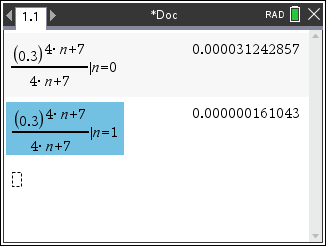 1.1 *Doc RAD
(0.3)^(4·n+7)/(4·n+7)|n=0 0.000031242857
(0.3)^(4·n+7)/(4·n+7)|n=1 0.000000161043